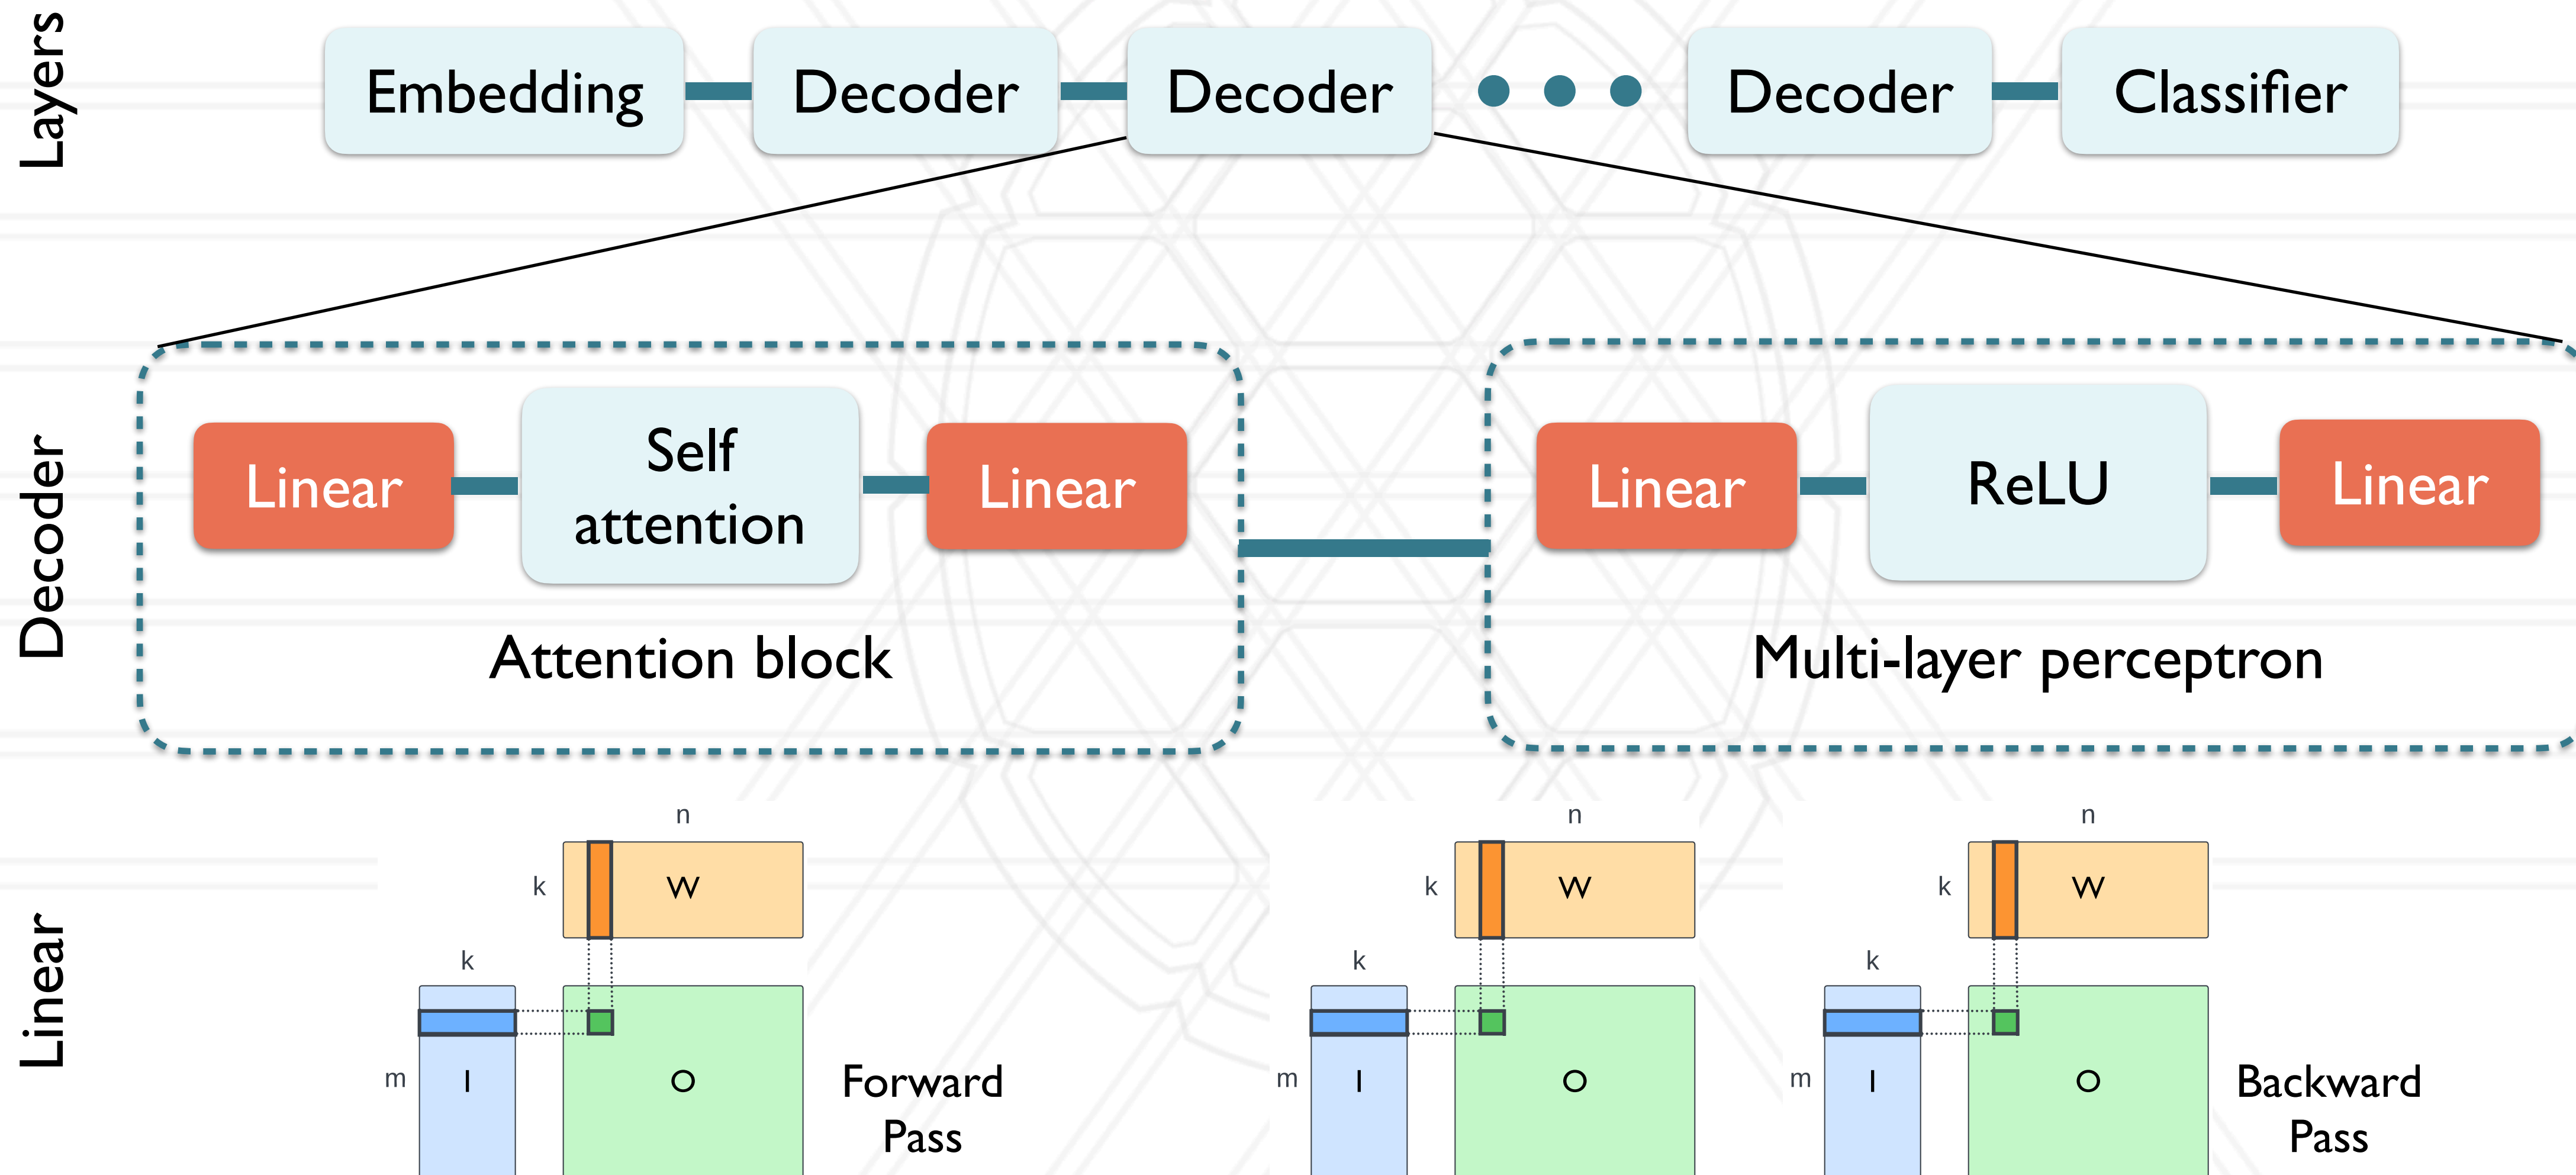 Layers
Embedding
Decoder
Decoder
Decoder
Classifier
Decoder
Linear
Self
attention
Linear
Attention block
Linear
ReLU
Linear
Multi-layer perceptron
Linear
n
k
W
k
m
I
O
Forward
Pass
n
k
W
k
m
I
O
n
k
W
k
m
I
O
Backward
Pass